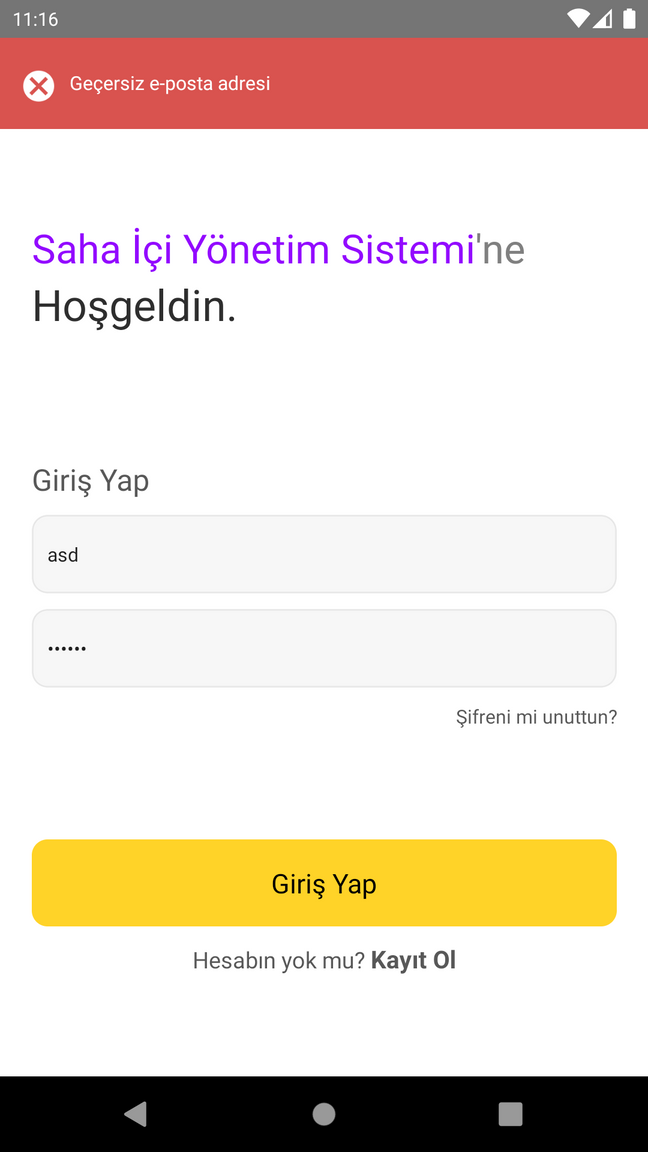 11:16
Geçersiz e-posta adresi
Saha İçi Yönetim Sistemi'ne
Hoşgeldin.
Giriş Yap
asd
••••••
Şifreni mi unuttun?
Giriş Yap
Hesabın yok mu? Kayıt Ol